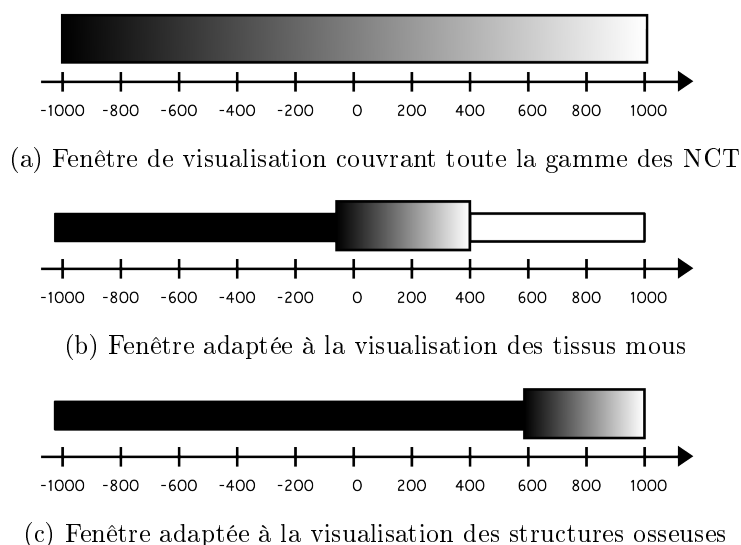 -1000 -800 -600 -400 -200 0 200 400 600 800 1000
(a) Fenêtre de visualisation couvrant toute la gamme des NCT
-1000 -800 -600 -400 -200 0 200 400 600 800 1000
(b) Fenêtre adaptée à la visualisation des tissus mous
-1000 -800 -600 -400 -200 0 200 400 600 800 1000
(c) Fenêtre adaptée à la visualisation des structures osseuses